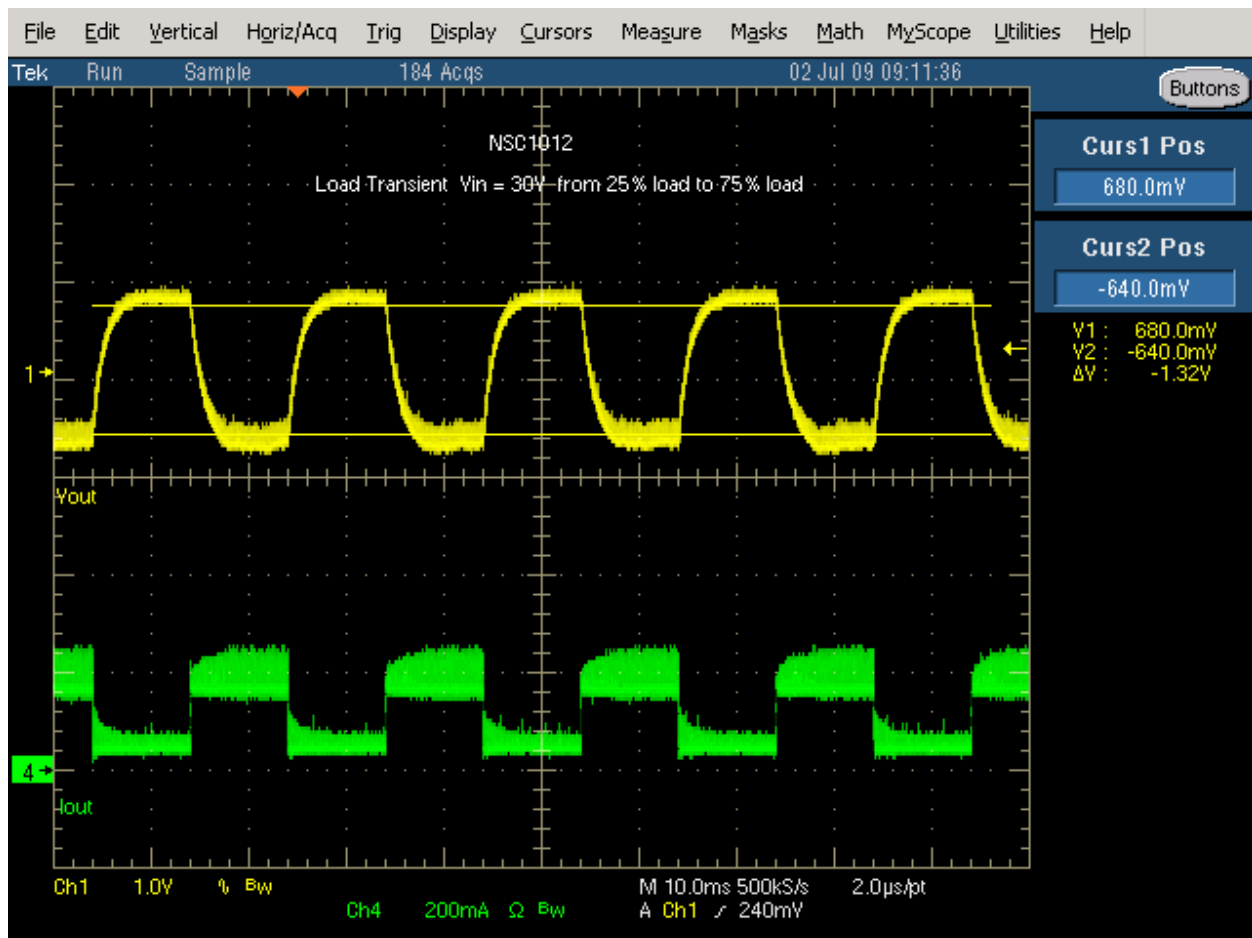 File Edit Vertical Horiz/Acq Trig Display Cursors Measure Masks Math MyScope Utilities Help
Tek Run Sample 184 Acqs 02 Jul 09 09:11:36
Buttons
NSC1012
Load Transient Vin = 30V from 25% load to 75% load
Curs1 Pos
680.0mV
Curs2 Pos
-640.0mV
V1 : 680.0mV
V2 : -640.0mV
ΔV : -1.32V
1
Vout
4
Iout
Ch1 1.0V ∿ Bw M 10.0ms 500kS/s 2.0µs/pt
Ch4 200mA Ω Bw A Ch1 240mV